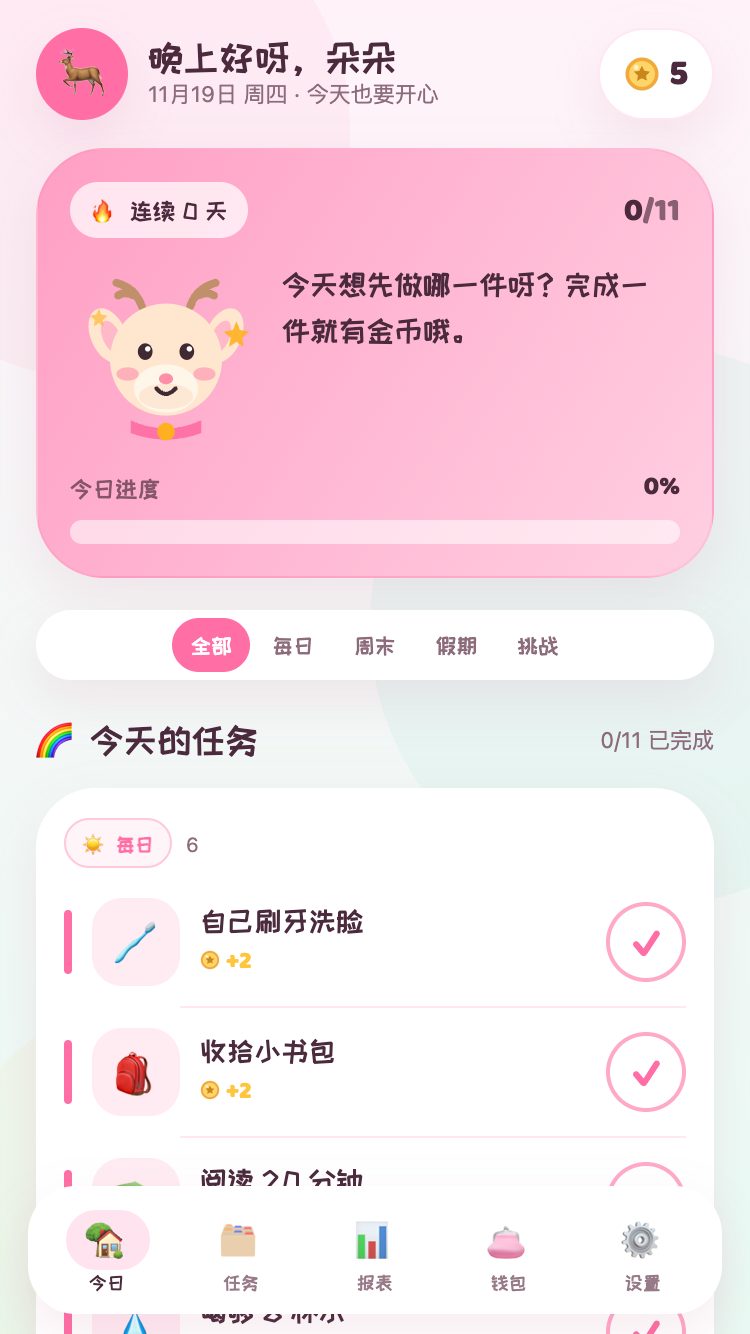 晚上好呀，朵朵
11月19日 周四 · 今天也要开心
5
连续 0 天
0/11
今天想先做哪一件呀？完成一
件就有金币哦。
今日进度
0%
全部 每日 周末 假期 挑战
今天的任务
0/11 已完成
每日 6
自己刷牙洗脸
+2
收拾小书包
+2
阅读 20 分钟
今日 任务 报表 钱包 设置